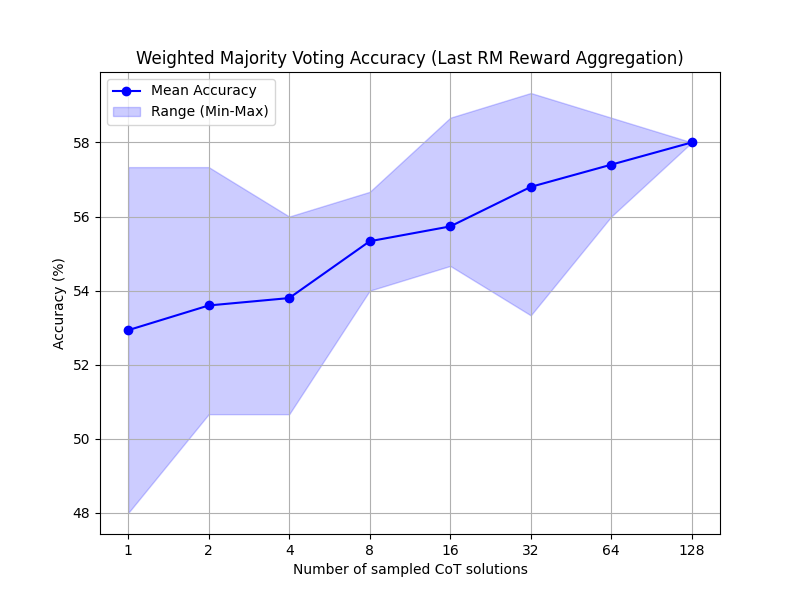 Weighted Majority Voting Accuracy (Last RM Reward Aggregation)
Mean Accuracy
Range (Min-Max)
Accuracy (%)
58
56
54
52
50
48
1 2 4 8 16 32 64 128
Number of sampled CoT solutions